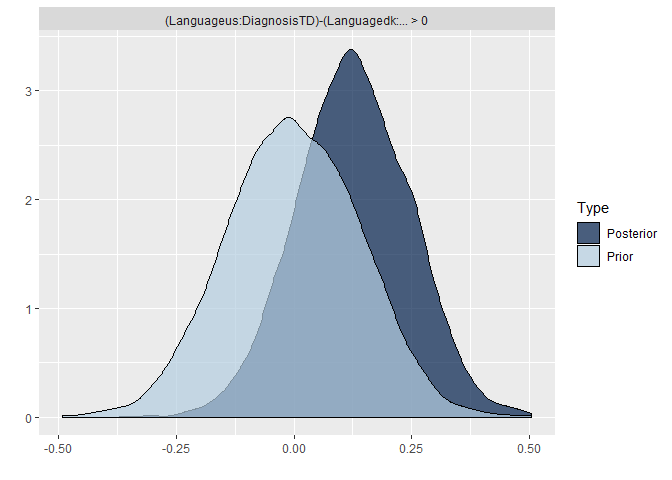 (Languageus:DiagnosisTD)-(Languagedk:... > 0
3
2
1
0
-0.50 -0.25 0.00 0.25 0.50
Type
Posterior
Prior